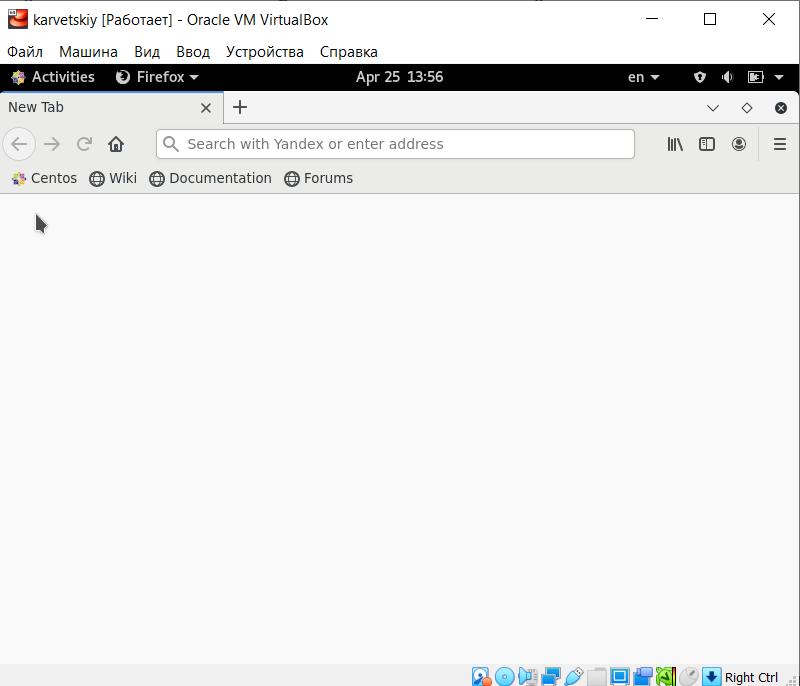 karvetskiy [Работает] - Oracle VM VirtualBox
Файл Машина Вид Ввод Устройства Справка
Activities Firefox Apr 25 13:56 en
New Tab
Search with Yandex or enter address
Centos Wiki Documentation Forums
Right Ctrl